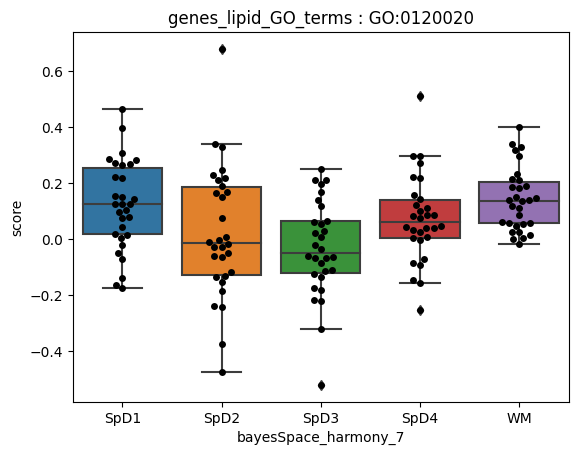 genes_lipid_GO_terms : GO:0120020
0.6
0.4
0.2
0.0
−0.2
−0.4
score
SpD1 SpD2 SpD3 SpD4 WM
bayesSpace_harmony_7